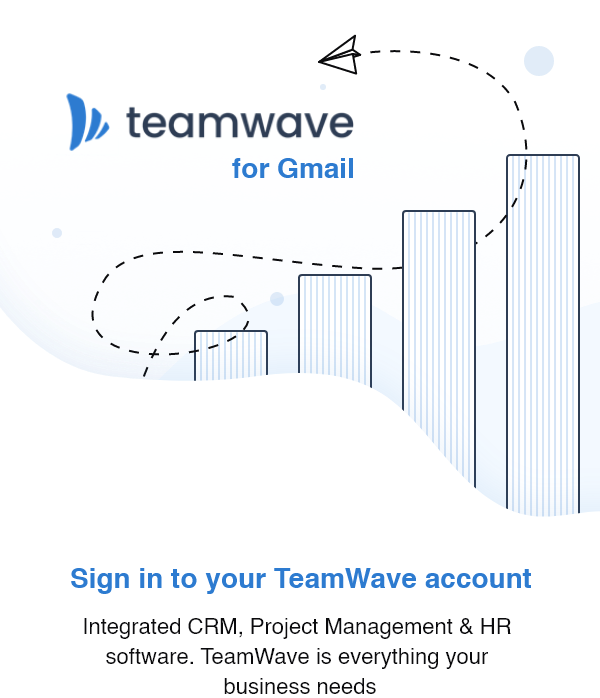 teamwave
for Gmail
Sign in to your TeamWave account
Integrated CRM, Project Management & HR
software. TeamWave is everything your
business needs